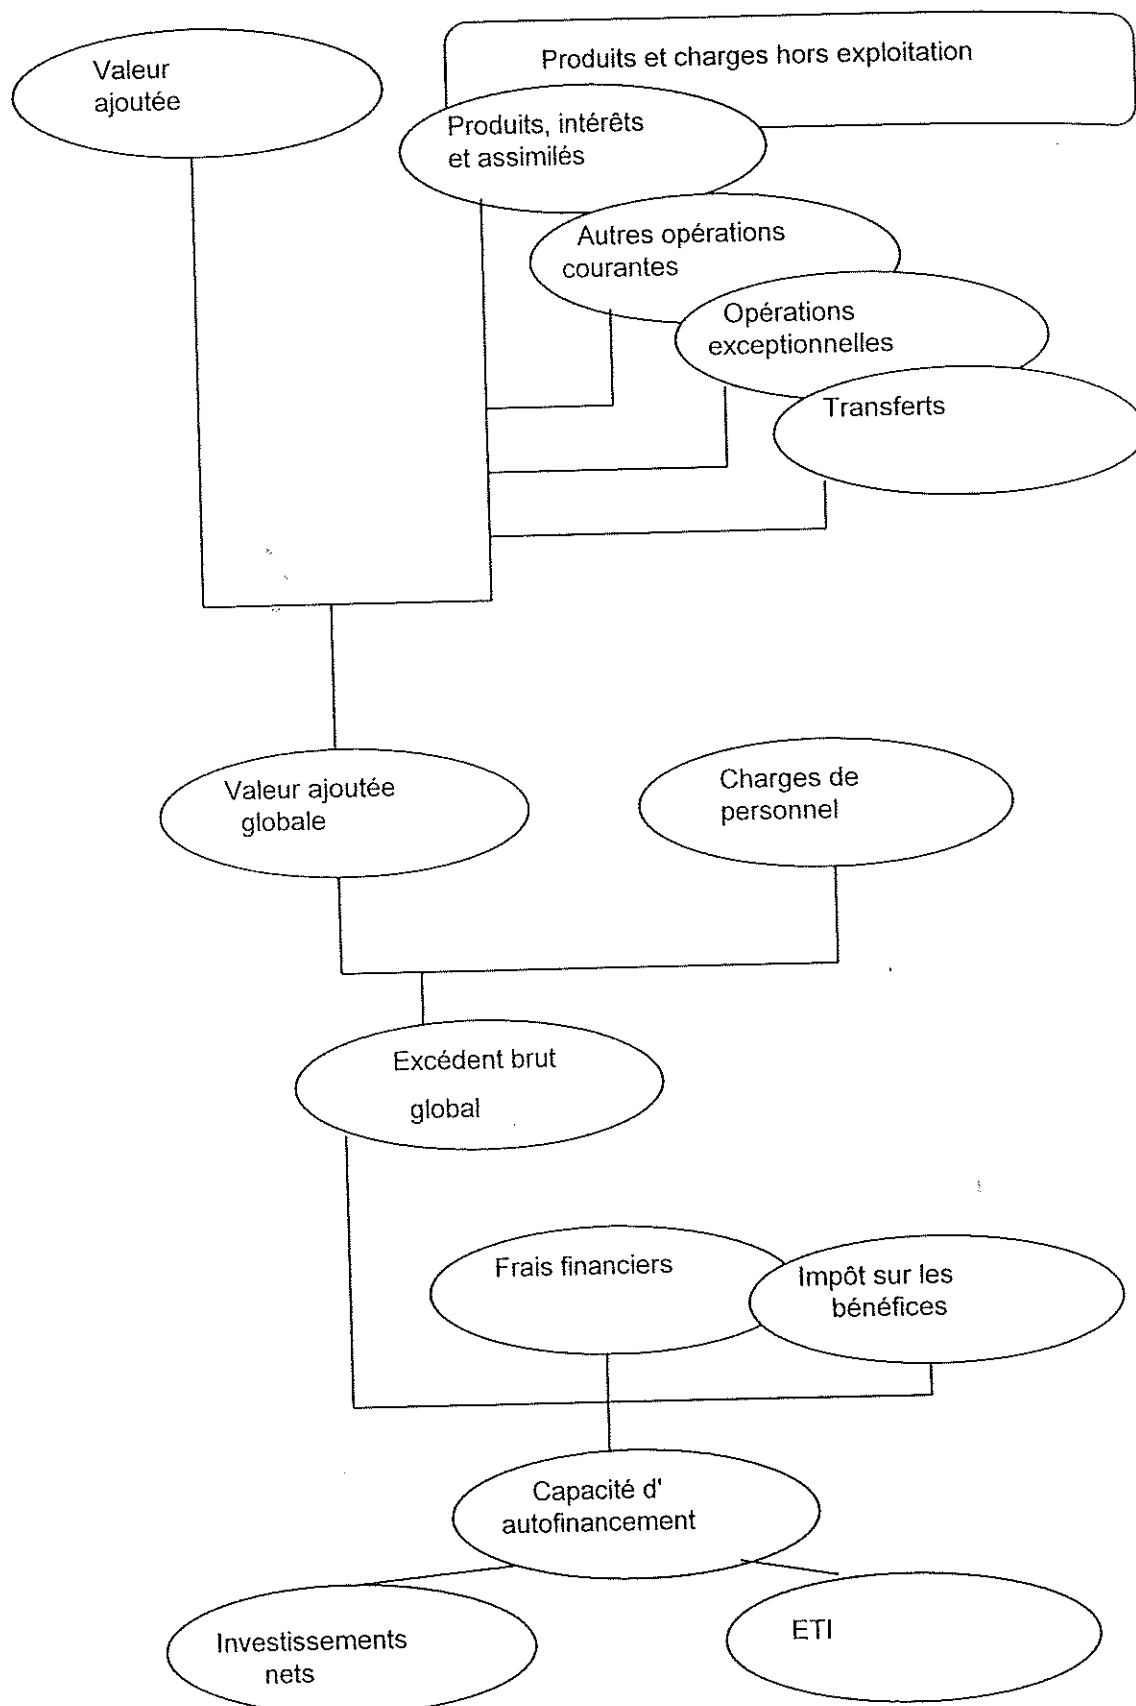 Produits et charges hors exploitation
Valeur
ajoutée
Produits, intérêts
et assimilés
Autres opérations
courantes
Opérations
exceptionnelles
Transferts
Valeur ajoutée
globale
Charges de
personnel
Excédent brut
global
Frais financiers
Impôt sur les
bénéfices
Capacité d'
autofinancement
Investissements
nets
ETI